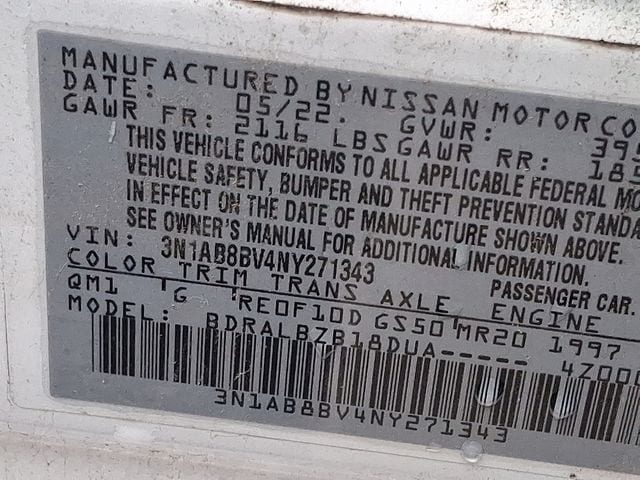 MANUFACTURED BY NISSAN MOTOR CO
DATE: 05/22. GVWR: 39
GAWR FR: 2116 LBS GAWR RR: 18
THIS VEHICLE CONFORMS TO ALL APPLICABLE FEDERAL MO
VEHICLE SAFETY, BUMPER AND THEFT PREVENTION STANDA
IN EFFECT ON THE DATE OF MANUFACTURE SHOWN ABOVE.
SEE OWNER'S MANUAL FOR ADDITIONAL INFORMATION.
VIN: 3N1AB8BV4NY271343 PASSENGER CAR.
COLOR TRIM TRANS AXLE ENGINE
QM1 G RE0F10D GS50 MR20 1997
MODEL: BDRALBZB18DUA----- 4Z000
3N1AB8BV4NY271343